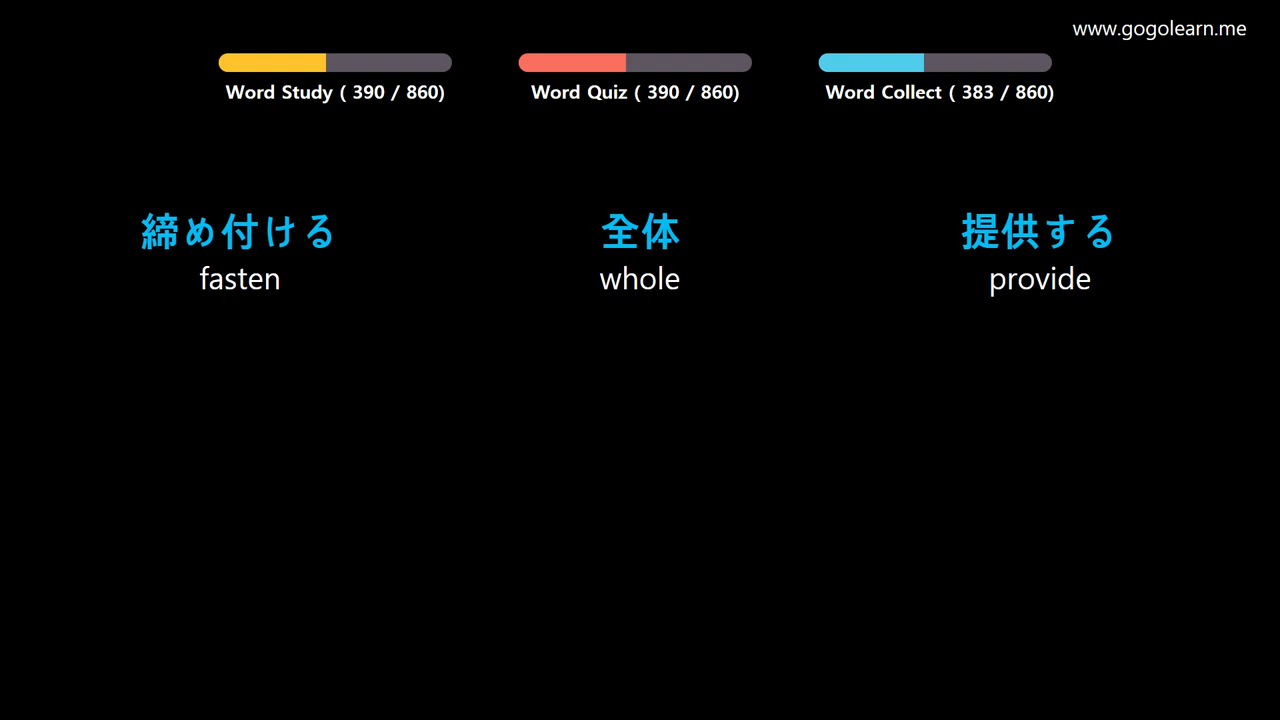 www.gogolearn.me
Word Study ( 390 / 860)
Word Quiz ( 390 / 860)
Word Collect ( 383 / 860)
締め付ける
fasten
全体
whole
提供する
provide